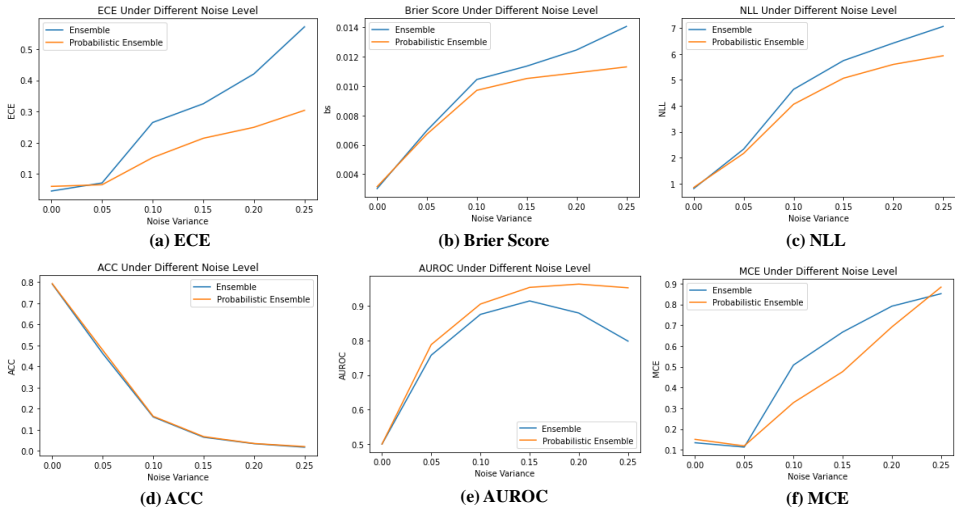 ECE Under Different Noise Level
Ensemble
Probabilistic Ensemble
0.5
0.4
0.3
0.2
0.1
ECE
0.00 0.05 0.10 0.15 0.20 0.25
Noise Variance
(a) ECE
Brier Score Under Different Noise Level
Ensemble
Probabilistic Ensemble
0.014
0.012
0.010
0.008
0.006
0.004
bs
0.00 0.05 0.10 0.15 0.20 0.25
Noise Variance
(b) Brier Score
NLL Under Different Noise Level
Ensemble
Probabilistic Ensemble
7
6
5
4
3
2
1
NLL
0.00 0.05 0.10 0.15 0.20 0.25
Noise Variance
(c) NLL
ACC Under Different Noise Level
Ensemble
Probabilistic Ensemble
0.8
0.7
0.6
0.5
0.4
0.3
0.2
0.1
0.0
ACC
0.00 0.05 0.10 0.15 0.20 0.25
Noise Variance
(d) ACC
AUROC Under Different Noise Level
0.9
0.8
0.7
0.6
0.5
AUROC
Ensemble
Probabilistic Ensemble
0.00 0.05 0.10 0.15 0.20 0.25
Noise Variance
(e) AUROC
MCE Under Different Noise Level
Ensemble
Probabilistic Ensemble
0.9
0.8
0.7
0.6
0.5
0.4
0.3
0.2
0.1
MCE
0.00 0.05 0.10 0.15 0.20 0.25
Noise Variance
(f) MCE